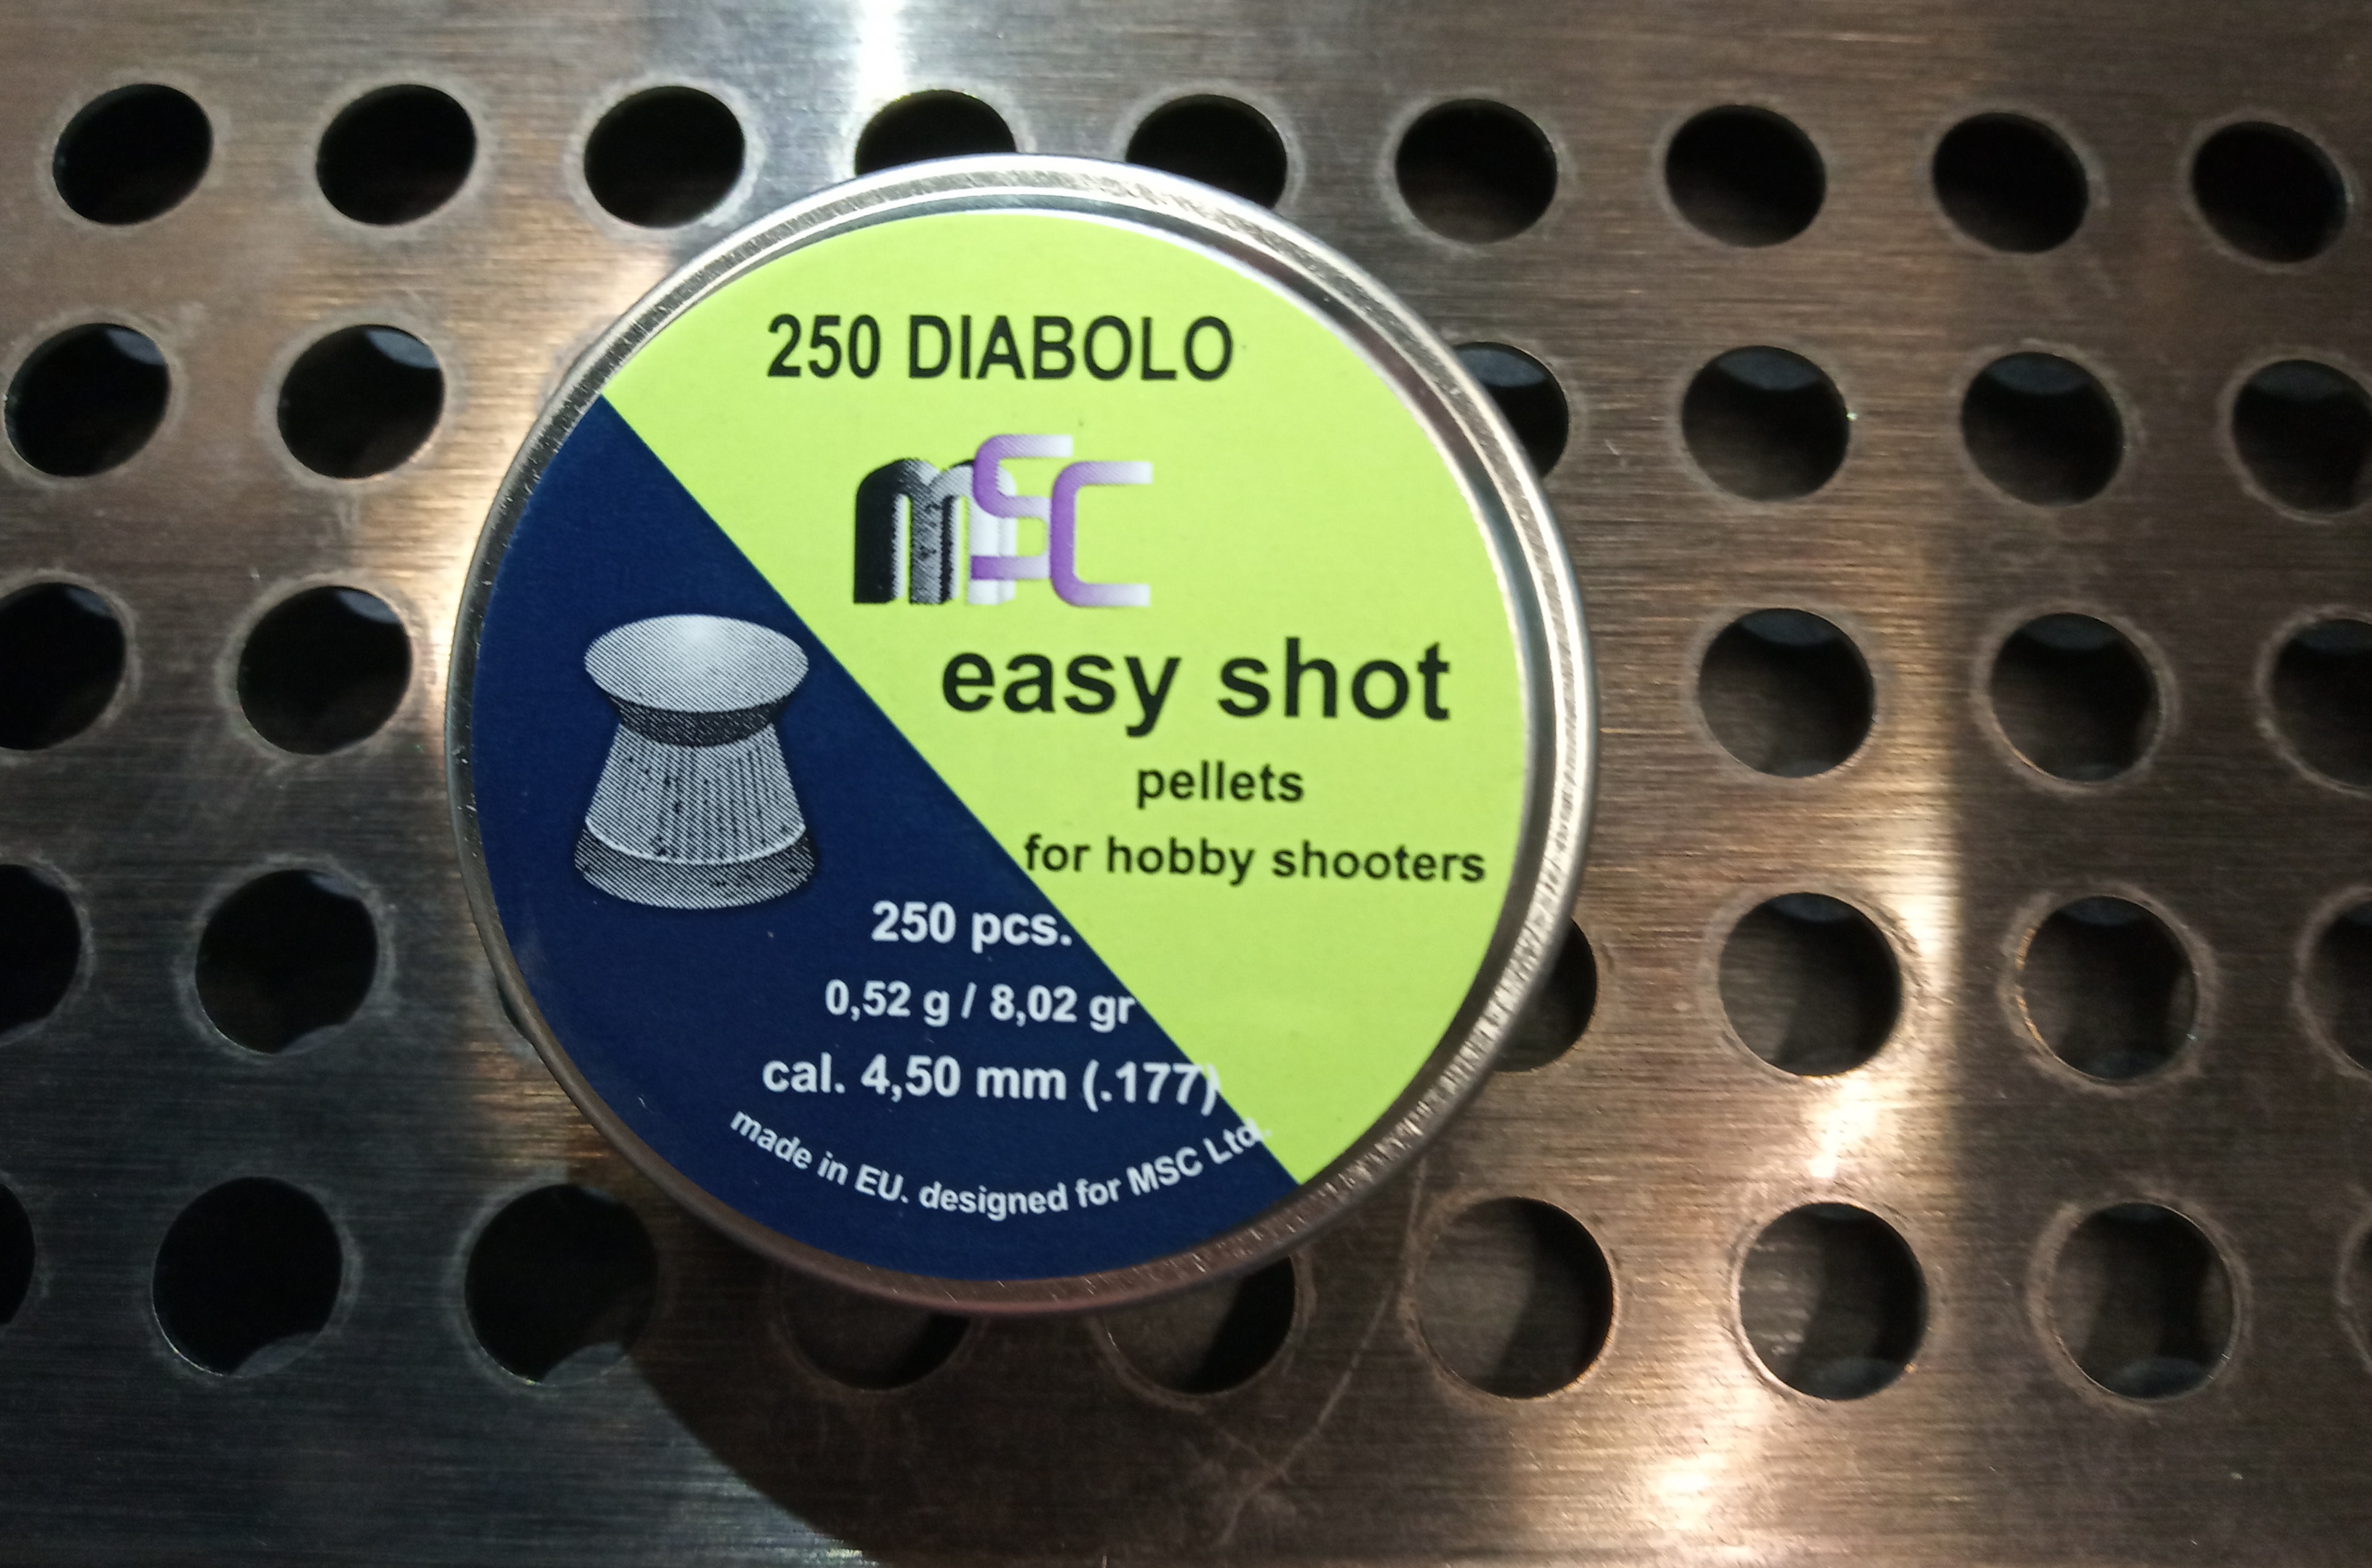 250 DIABOLO
MSC
easy shot
pellets
for hobby shooters
250 pcs.
0,52 g / 8,02 gr
cal. 4,50 mm (.177)
made in EU. designed for MSC Ltd.